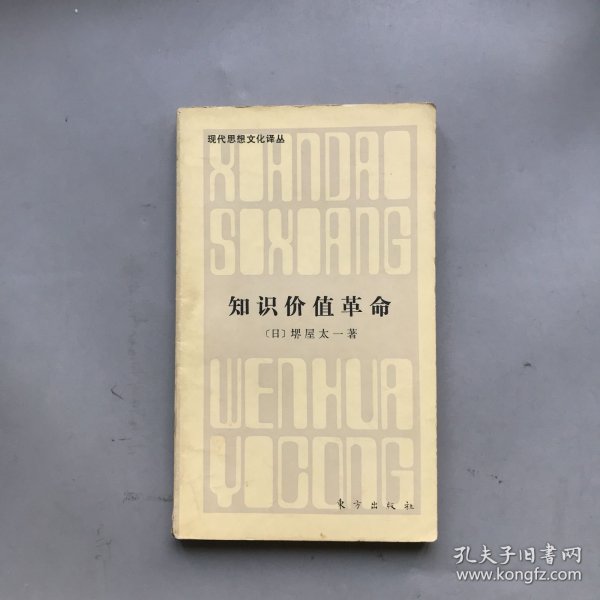 现代思想文化译丛
XIANDAI
SIXIANG
知识价值革命
〔日〕堺屋太一著
WENHUA
YICONG
东方出版社
孔夫子旧书网
www.kongfz.com